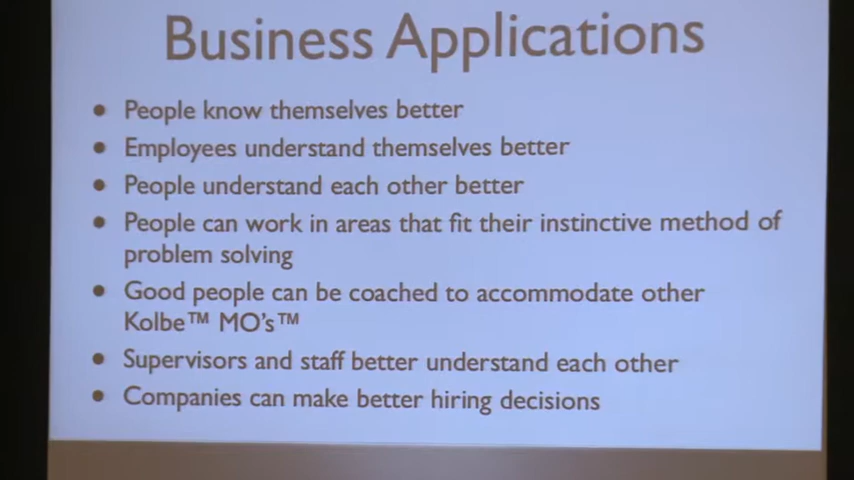 Business Applications
• People know themselves better
• Employees understand themselves better
• People understand each other better
• People can work in areas that fit their instinctive method of
problem solving
• Good people can be coached to accommodate other
Kolbe™ MO's™
• Supervisors and staff better understand each other
• Companies can make better hiring decisions